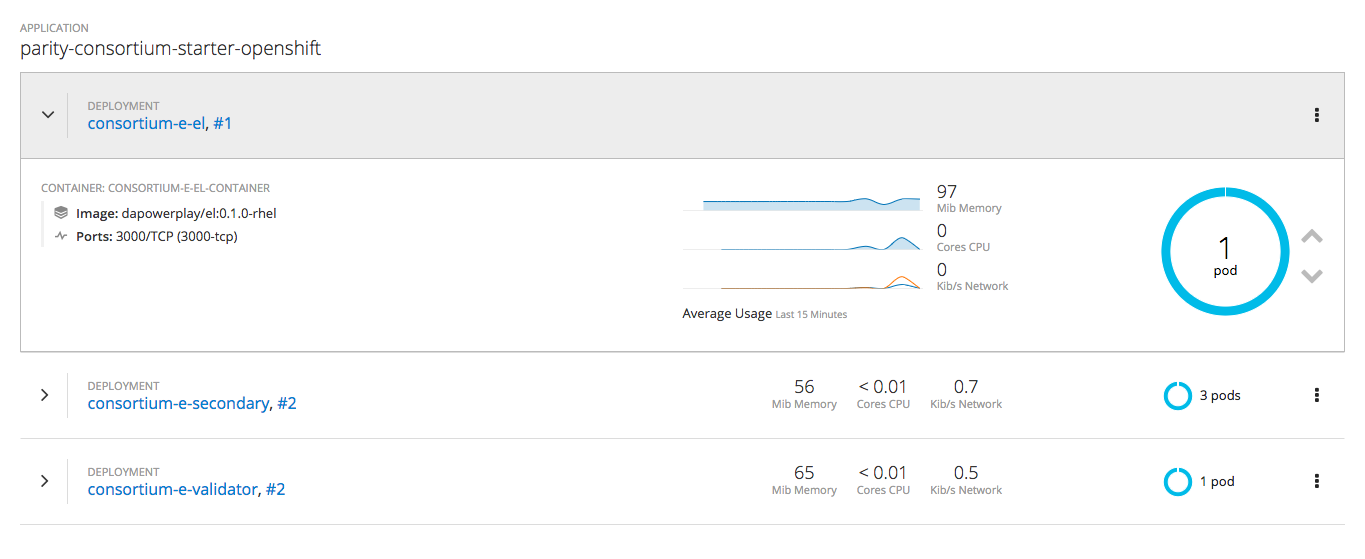 APPLICATION
parity-consortium-starter-openshift
DEPLOYMENT
consortium-e-el, #1
CONTAINER: CONSORTIUM-E-EL-CONTAINER
Image: dapowerplay/el:0.1.0-rhel
Ports: 3000/TCP (3000-tcp)
97
Mib Memory
0
Cores CPU
0
Kib/s Network
Average Usage Last 15 Minutes
1
pod
DEPLOYMENT
consortium-e-secondary, #2
56 < 0.01 0.7
Mib Memory Cores CPU Kib/s Network
3 pods
DEPLOYMENT
consortium-e-validator, #2
65 < 0.01 0.5
Mib Memory Cores CPU Kib/s Network
1 pod